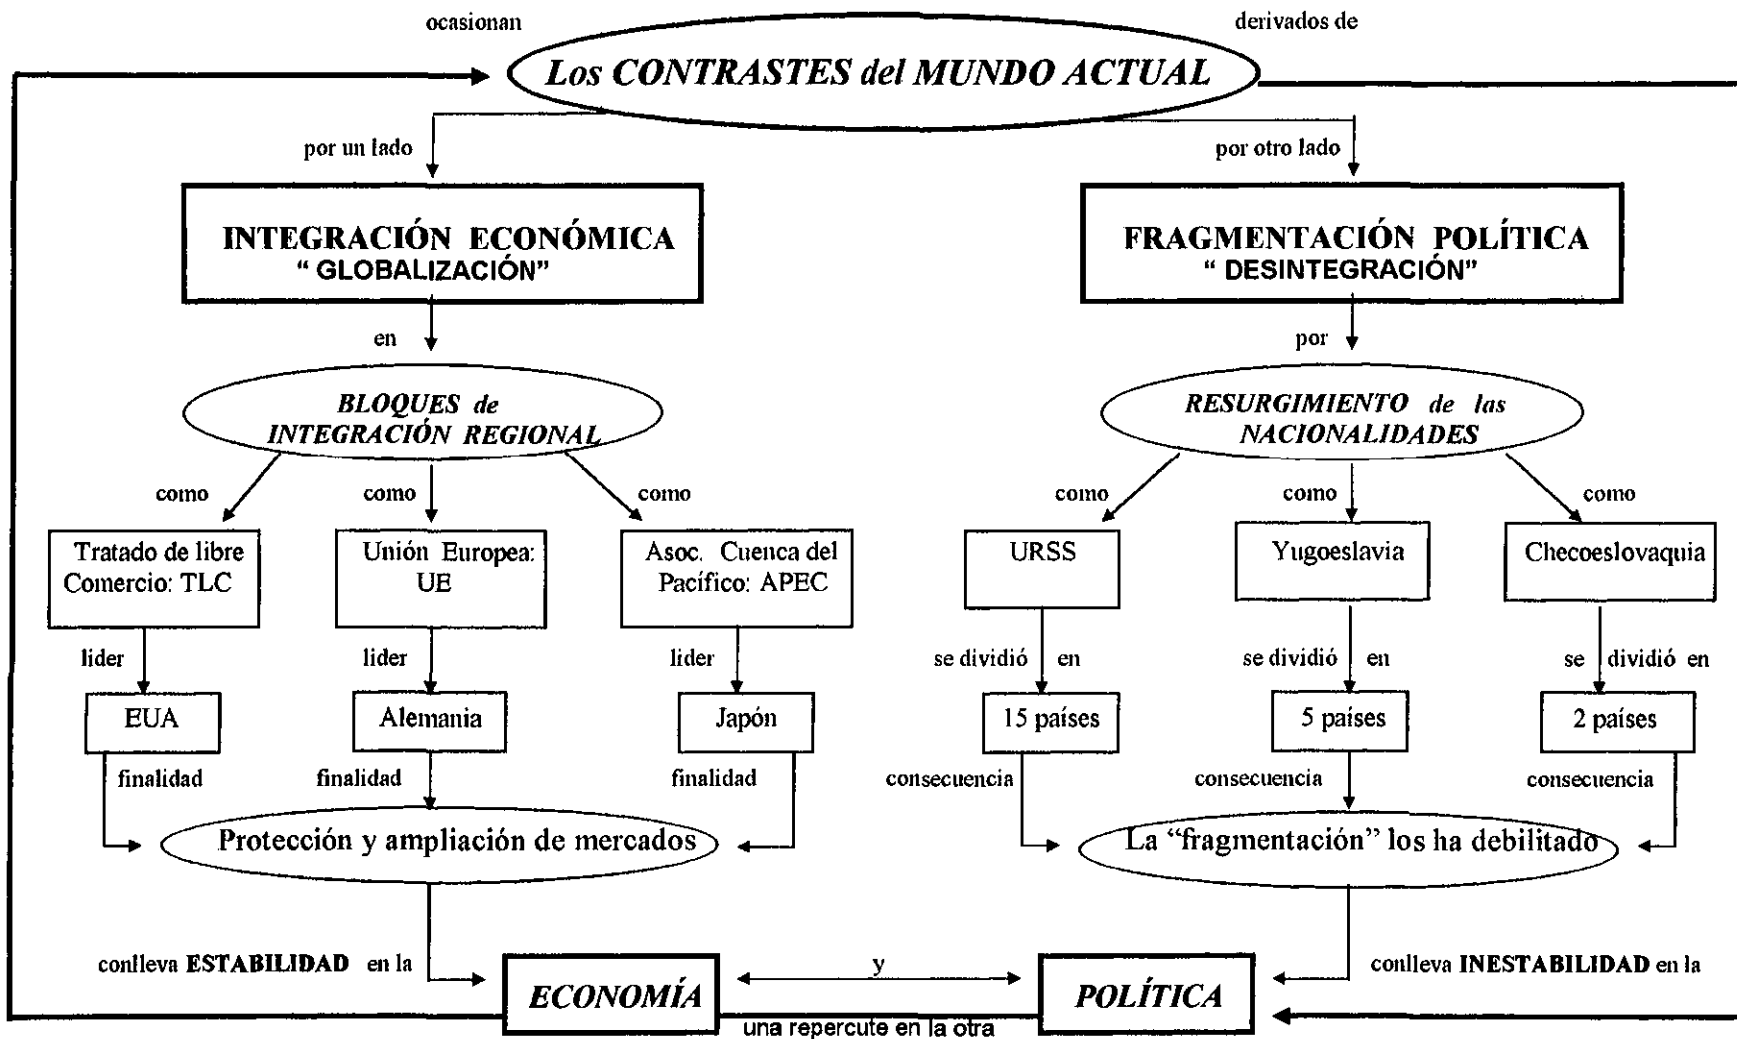 ocasionan
derivados de
Los CONTRASTES del MUNDO ACTUAL
por un lado
por otro lado
INTEGRACIÓN ECONÓMICA
“ GLOBALIZACIÓN”
FRAGMENTACIÓN POLÍTICA
“ DESINTEGRACIÓN”
en
por
BLOQUES de
INTEGRACIÓN REGIONAL
RESURGIMIENTO de las
NACIONALIDADES
como
como
como
como
como
como
Tratado de libre
Comercio: TLC
Unión Europea:
UE
Asoc. Cuenca del
Pacífico: APEC
URSS
Yugoeslavia
Checoeslovaquia
lider
lider
lider
se dividió en
se dividió en
se dividió en
EUA
Alemania
Japón
15 países
5 países
2 países
finalidad
finalidad
finalidad
consecuencia
consecuencia
consecuencia
Protección y ampliación de mercados
La “fragmentación” los ha debilitado
conlleva ESTABILIDAD en la
y
conlleva INESTABILIDAD en la
ECONOMÍA
POLÍTICA
una repercute en la otra